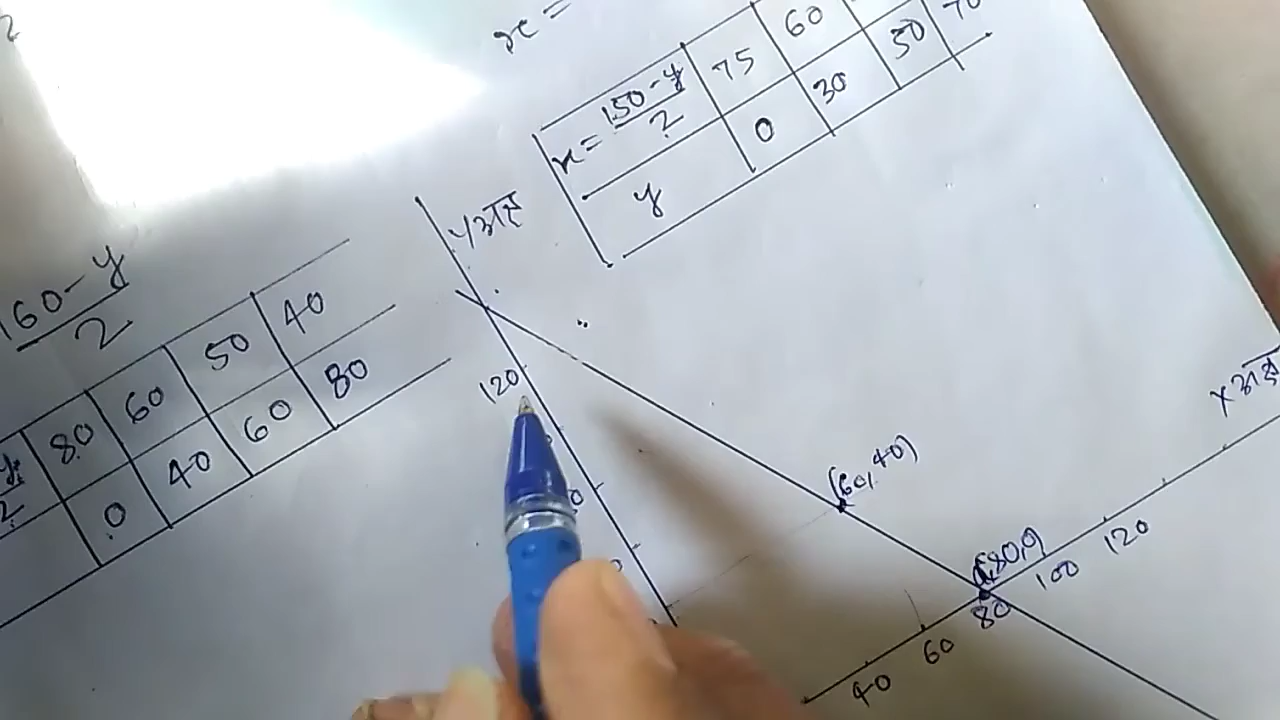 x =
x = 150-y/2 75 60
y 0 30 50 70
160-y/2
80 60 50 40
0 40 60 80
Y अक्ष
120
(60, 40)
(80, 0)
X अक्ष
40 60 80 100 120